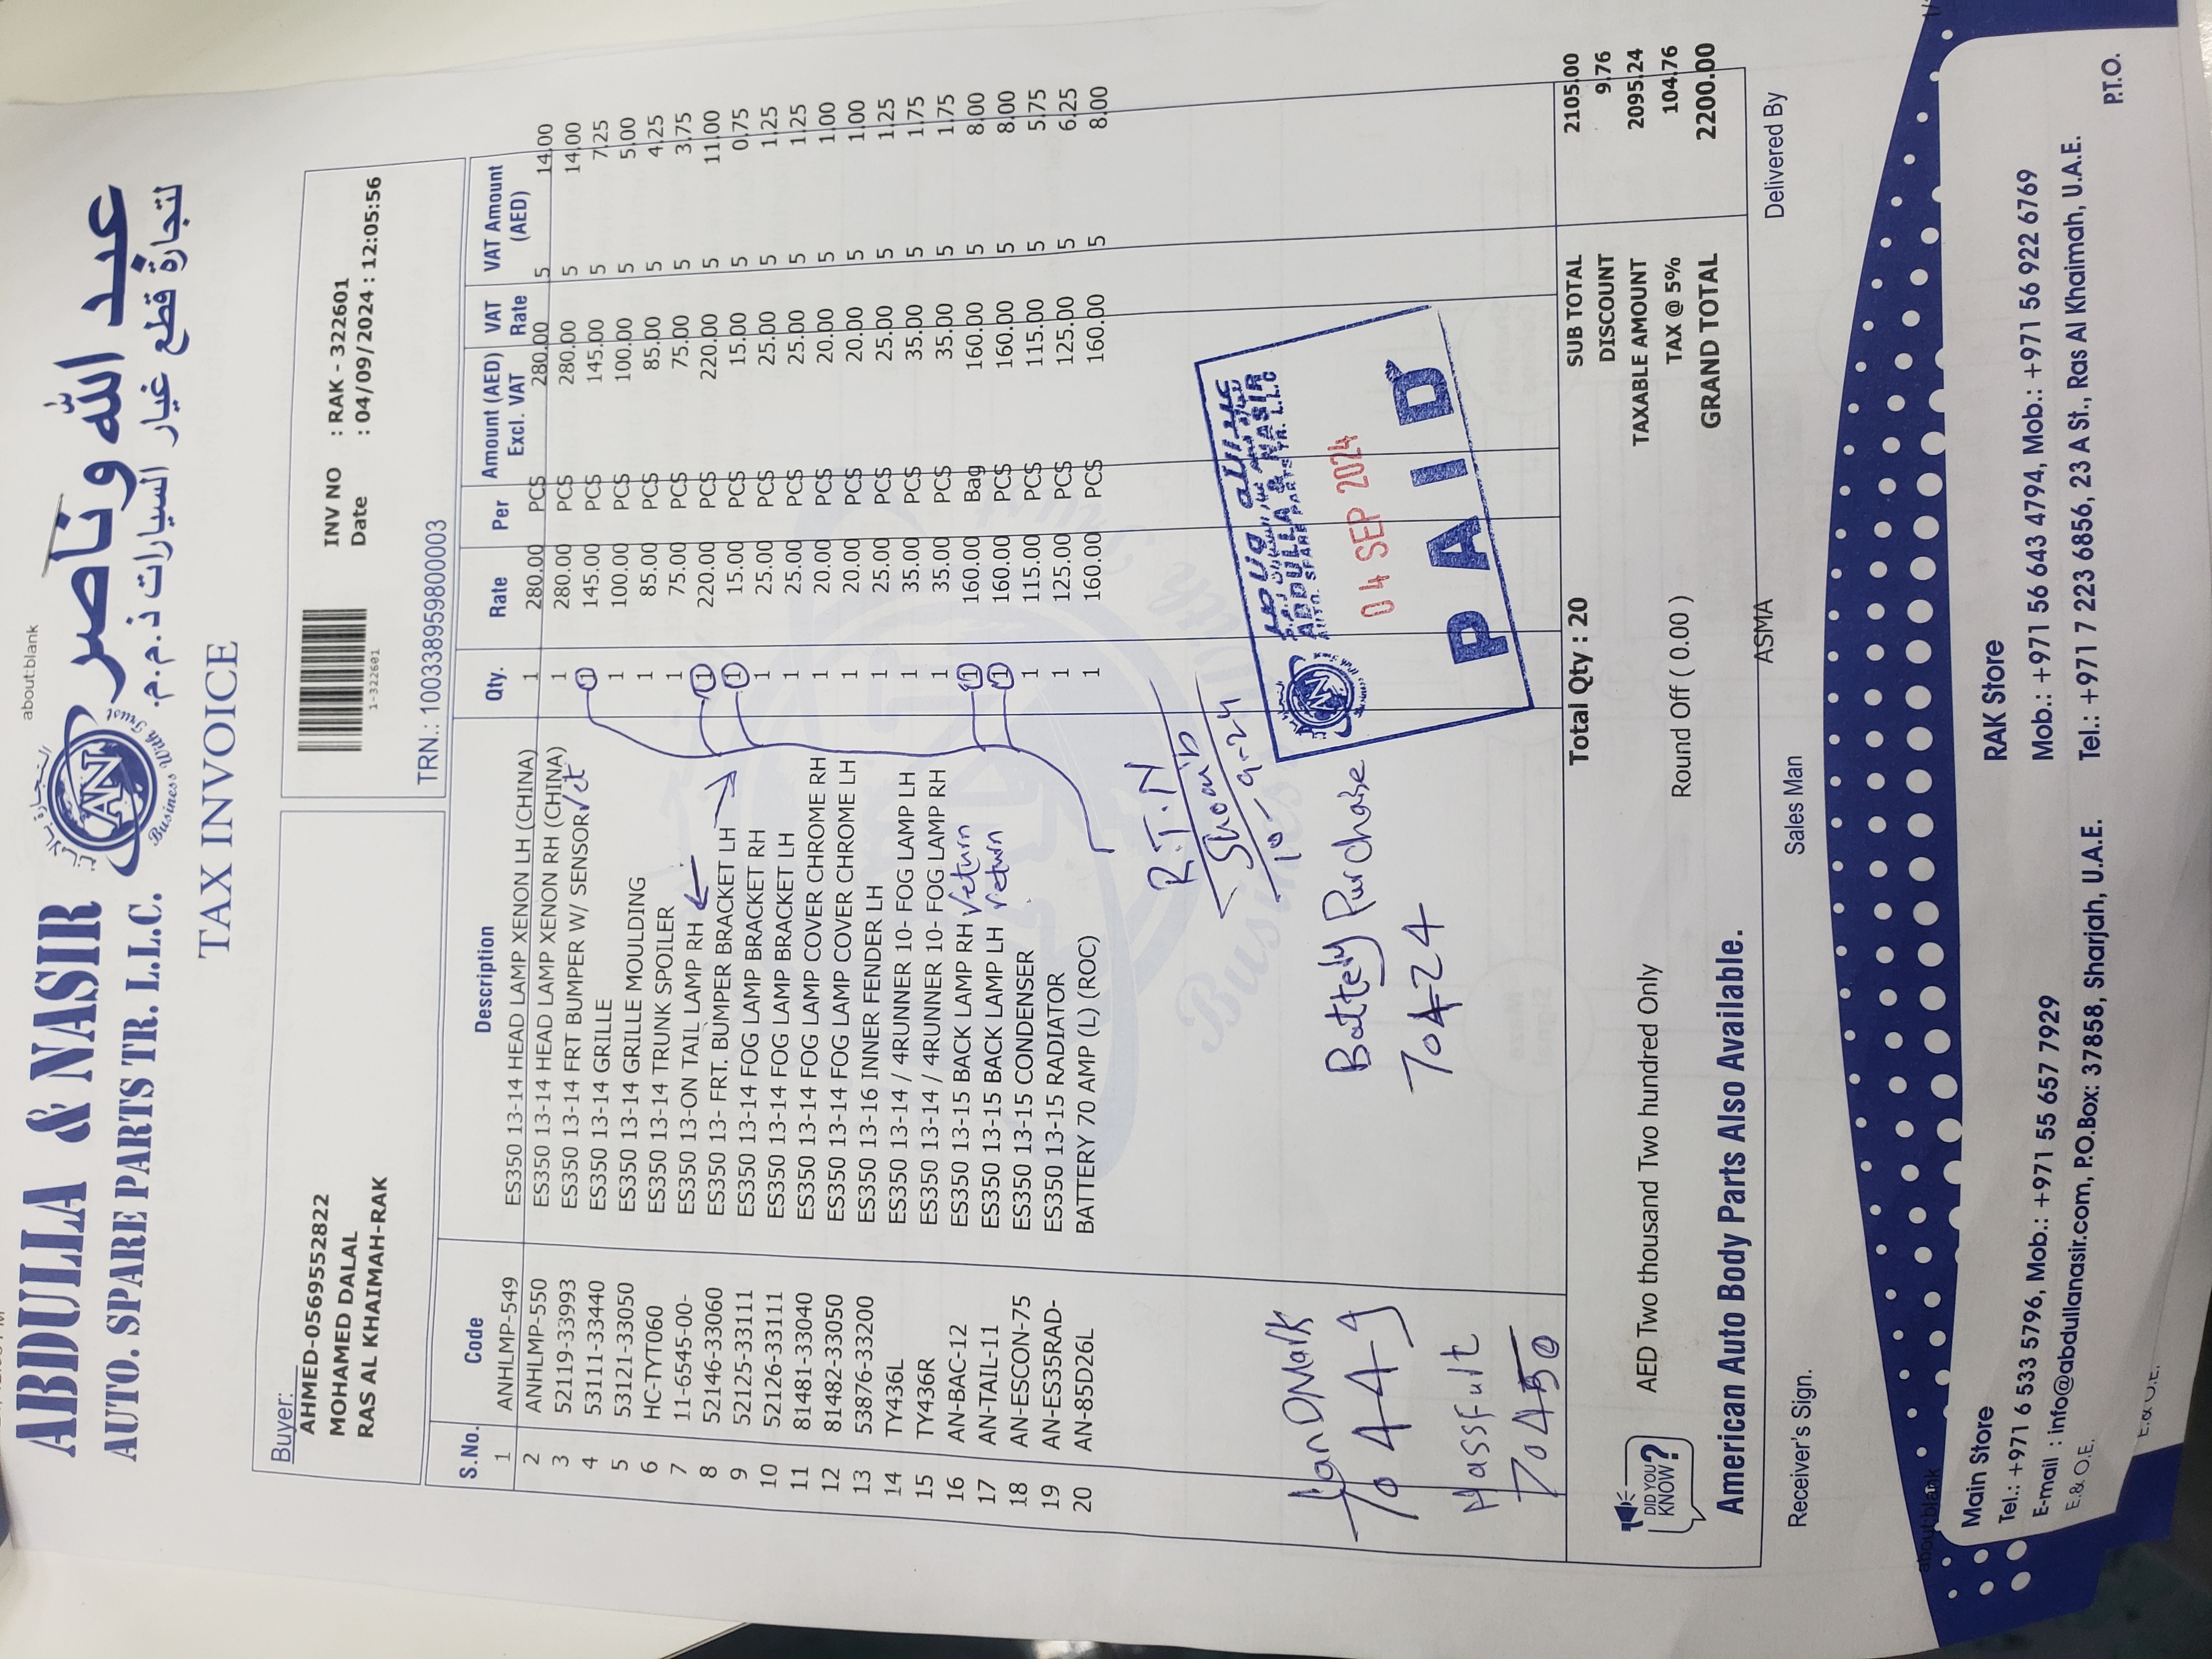 about:blank
ABDULLA & NASIR
AUTO. SPARE PARTS TR. L.L.C.
عبد الله وناصر
لتجارة قطع غيار السيارات ذ.م.م.
AN
Business With Trust
TAX INVOICE
Buyer:
AHMED-0569552822
MOHAMED DALAL
RAS AL KHAIMAH-RAK
1-322601
INV NO : RAK - 322601
Date : 04/09/2024 : 12:05:56
TRN.: 100338959800003
S.No. Code Description Qty. Rate Per Amount (AED) Excl. VAT VAT Rate VAT Amount (AED)
1 ANHLMP-549 ES350 13-14 HEAD LAMP XENON LH (CHINA) 1 280.00 PCS 280.00 5 14.00
2 ANHLMP-550 ES350 13-14 HEAD LAMP XENON RH (CHINA) 1 280.00 PCS 280.00 5 14.00
3 52119-33993 ES350 13-14 FRT BUMPER W/ SENSOR 1 145.00 PCS 145.00 5 7.25
4 53111-33440 ES350 13-14 GRILLE 1 100.00 PCS 100.00 5 5.00
5 53121-33050 ES350 13-14 GRILLE MOULDING 1 85.00 PCS 85.00 5 4.25
6 HC-TYT060 ES350 13-14 TRUNK SPOILER 1 75.00 PCS 75.00 5 3.75
7 11-6545-00- ES350 13-ON TAIL LAMP RH 1 220.00 PCS 220.00 5 11.00
8 52146-33060 ES350 13- FRT. BUMPER BRACKET LH 1 15.00 PCS 15.00 5 0.75
9 52125-33111 ES350 13-14 FOG LAMP BRACKET RH 1 25.00 PCS 25.00 5 1.25
10 52126-33111 ES350 13-14 FOG LAMP BRACKET LH 1 25.00 PCS 25.00 5 1.25
11 81481-33040 ES350 13-14 FOG LAMP COVER CHROME RH 1 20.00 PCS 20.00 5 1.00
12 81482-33050 ES350 13-14 FOG LAMP COVER CHROME LH 1 20.00 PCS 20.00 5 1.00
13 53876-33200 ES350 13-16 INNER FENDER LH 1 25.00 PCS 25.00 5 1.25
14 TY436L ES350 13-14 / 4RUNNER 10- FOG LAMP LH 1 35.00 PCS 35.00 5 1.75
15 TY436R ES350 13-14 / 4RUNNER 10- FOG LAMP RH 1 35.00 PCS 35.00 5 1.75
16 AN-BAC-12 ES350 13-15 BACK LAMP RH return 1 160.00 Bag 160.00 5 8.00
17 AN-TAIL-11 ES350 13-15 BACK LAMP LH return 1 160.00 PCS 160.00 5 8.00
18 AN-ESCON-75 ES350 13-15 CONDENSER 1 115.00 PCS 115.00 5 5.75
19 AN-ES35RAD- ES350 13-15 RADIATOR 1 125.00 PCS 125.00 5 6.25
20 AN-85D26L BATTERY 70 AMP (L) (ROC) 1 160.00 PCS 160.00 5 8.00
R.T.N
Shoaib
10-9-24
ABDULLA & NASIR
AUTO. SPARE PARTS TR. L.L.C
04 SEP 2024
PAID
Battery Purchaise
70424
LanDMark
70449
Massfult
70450
Total Qty : 20
SUB TOTAL 2105.00
DISCOUNT 9.76
TAXABLE AMOUNT 2095.24
TAX @ 5% 104.76
GRAND TOTAL 2200.00
AED Two thousand Two hundred Only
Round Off ( 0.00 )
DID YOU KNOW?
American Auto Body Parts Also Available.
ASMA
Receiver's Sign. Sales Man Delivered By
about:blank
Main Store
Tel.: +971 6 533 5796, Mob.: +971 55 657 7929
E-mail : info@abdullanasir.com, P.O.Box: 37858, Sharjah, U.A.E.
E.& O.E.
RAK Store
Mob.: +971 56 643 4794, Mob.: +971 56 922 6769
Tel.: +971 7 223 6856, 23 A St., Ras Al Khaimah, U.A.E.
P.T.O.
E.& O.E.